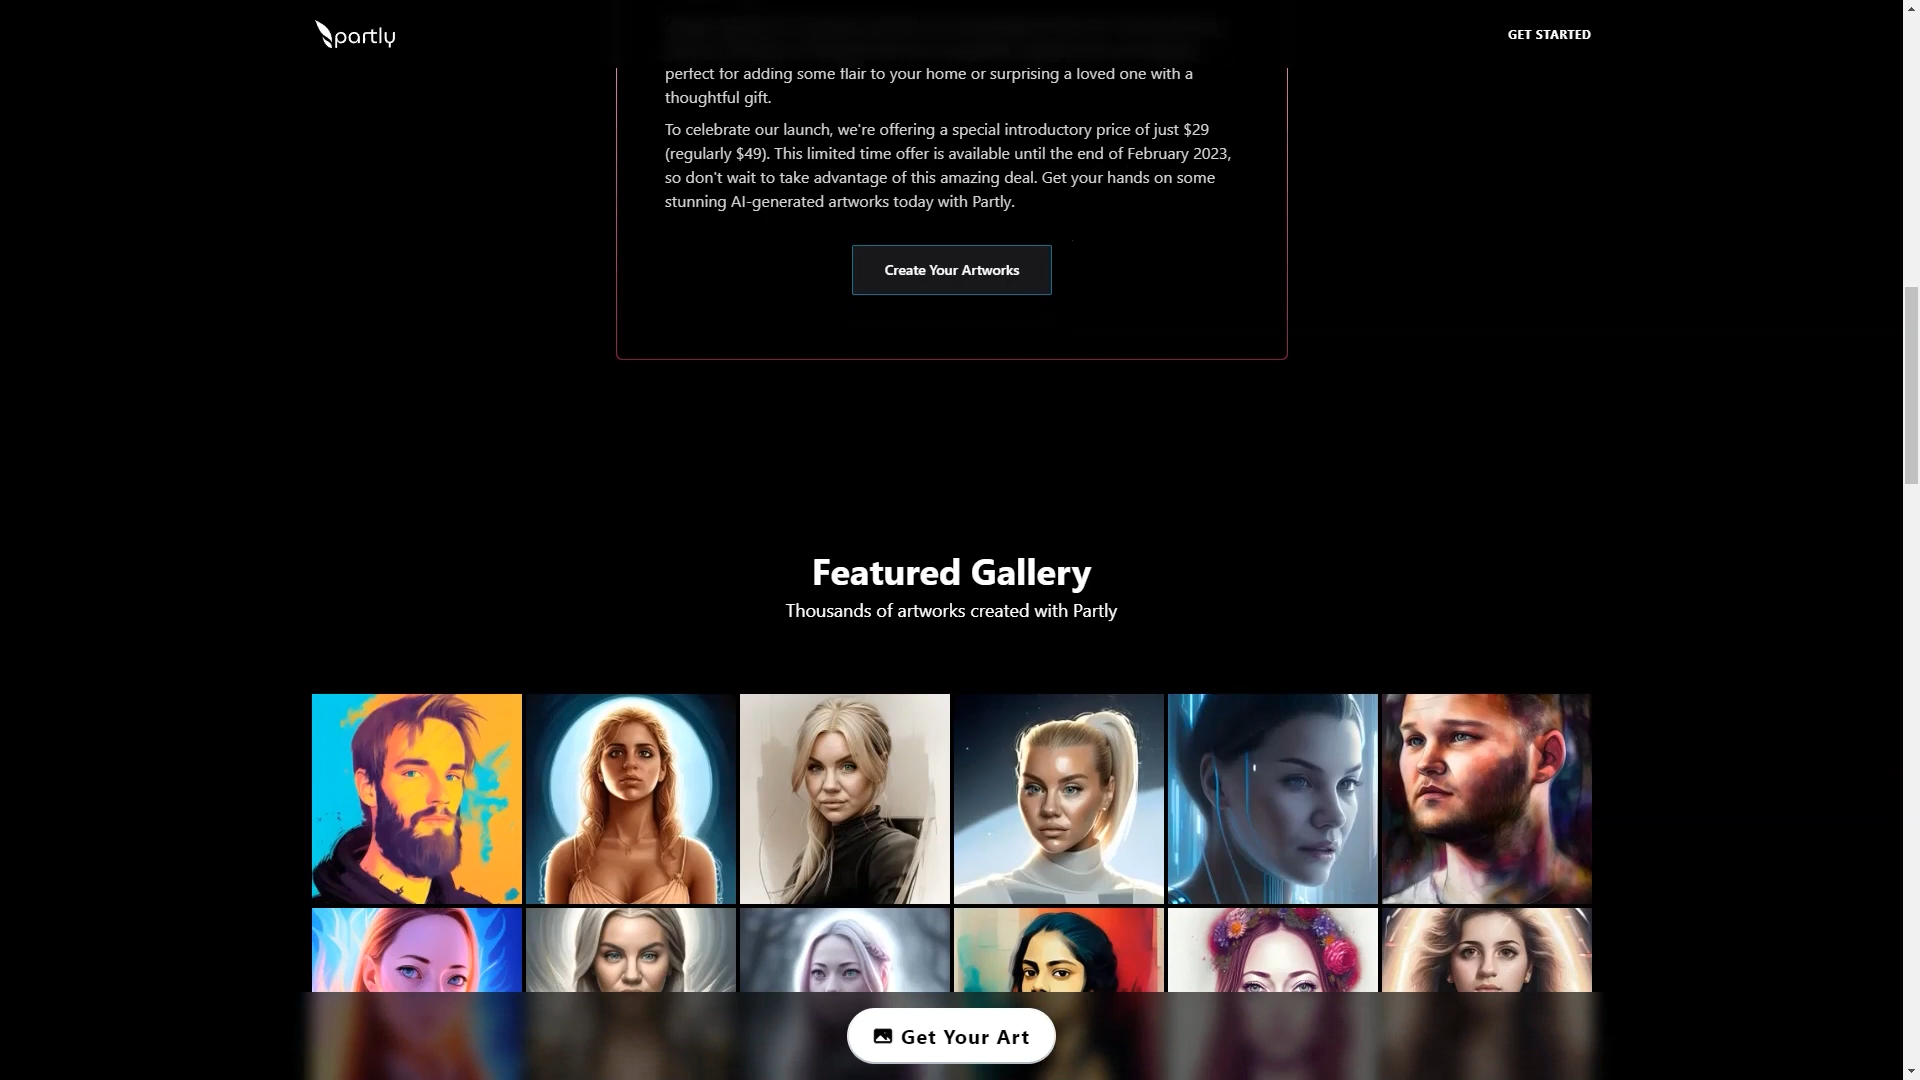 partly
GET STARTED
perfect for adding some flair to your home or surprising a loved one with a
thoughtful gift.
To celebrate our launch, we're offering a special introductory price of just $29
(regularly $49). This limited time offer is available until the end of February 2023,
so don't wait to take advantage of this amazing deal. Get your hands on some
stunning AI-generated artworks today with Partly.
Create Your Artworks
Featured Gallery
Thousands of artworks created with Partly
Get Your Art